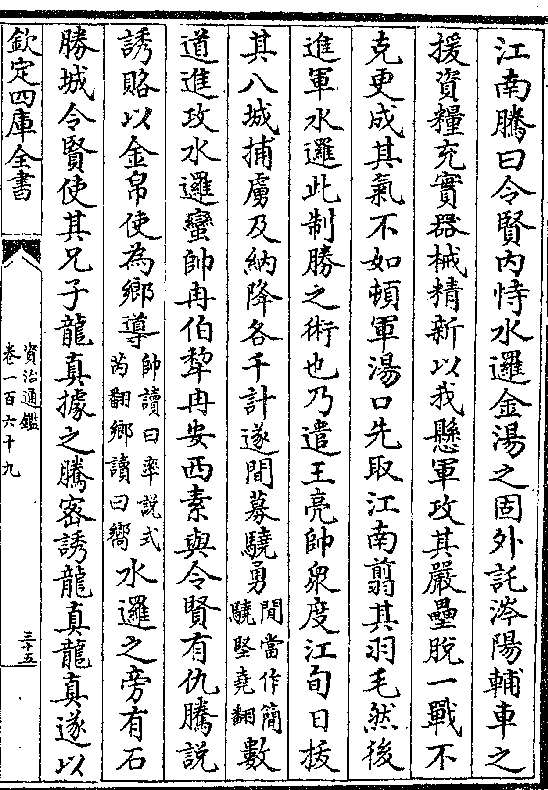 江南騰曰令賢内恃水邏金湯之固外託涔陽輔車之
援資糧充實器械精新以我懸軍攻其嚴壘脱一戰不
克更成其氣不如頓軍湯口先取江南翦其羽毛然後
進軍水邏此制勝之術也乃遣王亮帥衆度江旬日拔
其八城捕虜及納降各千計遂間募驍勇間當作簡驍堅堯翻數
道進攻水邏蠻帥冉伯犂冉安西素與令賢有仇騰説
誘賂以金帛使為鄉導帥讀曰率説式芮翻鄉讀曰嚮水邏之旁有石
勝城令賢使其兄子龍真據之騰密誘龍真龍真遂以
欽定四庫全書
資治通鑑
卷一百六十九
三十五